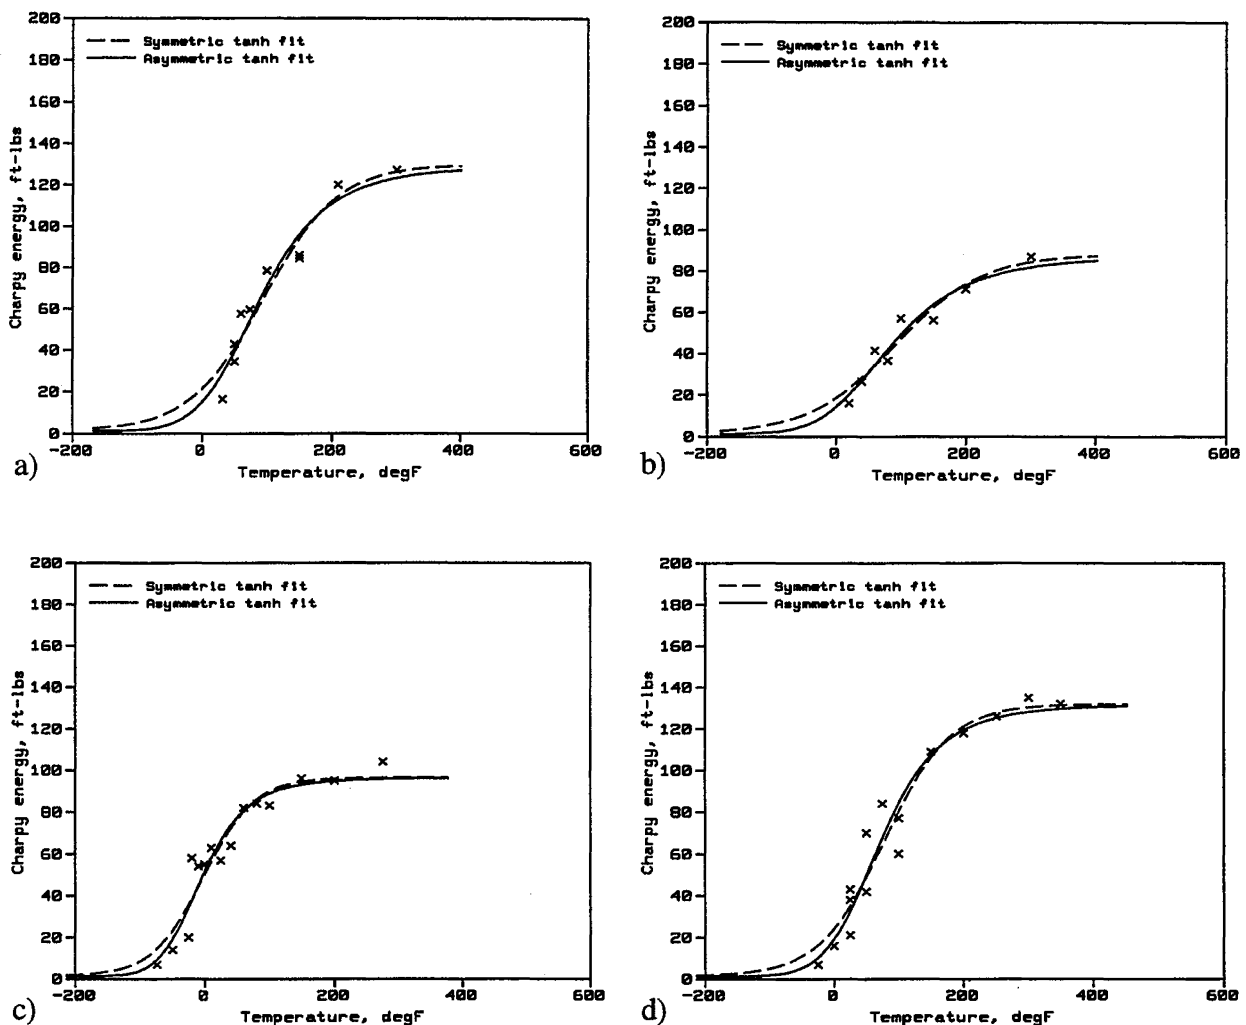 200
180
160
140
120
100
80
60
40
20
0
-200 0 200 400 600
Charpy energy, ft-lbs
Temperature, degF
Symmetric tanh fit
Asymmetric tanh fit
a)
200
180
160
140
120
100
80
60
40
20
0
-200 0 200 400 600
Charpy energy, ft-lbs
Temperature, degF
Symmetric tanh fit
Asymmetric tanh fit
b)
200
180
160
140
120
100
80
60
40
20
0
-200 0 200 400 600
Charpy energy, ft-lbs
Temperature, degF
Symmetric tanh fit
Asymmetric tanh fit
c)
200
180
160
140
120
100
80
60
40
20
0
-200 0 200 400 600
Charpy energy, ft-lbs
Temperature, degF
Symmetric tanh fit
Asymmetric tanh fit
d)